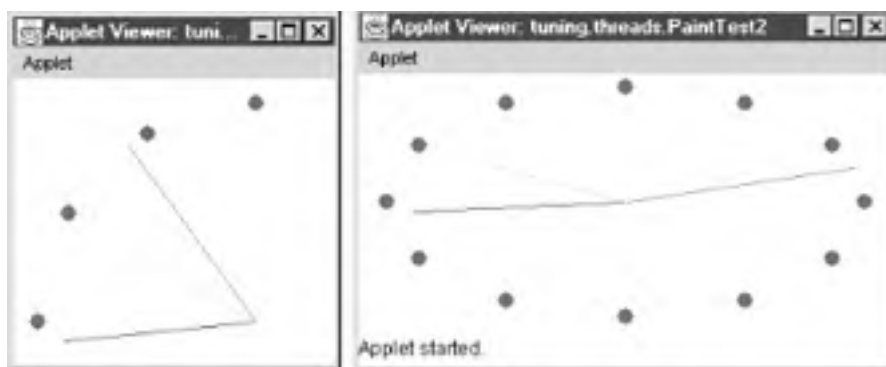 Applet Viewer: tuni...
Applet
Applet Viewer: tuning.threads.PaintTest2
Applet
Applet started.